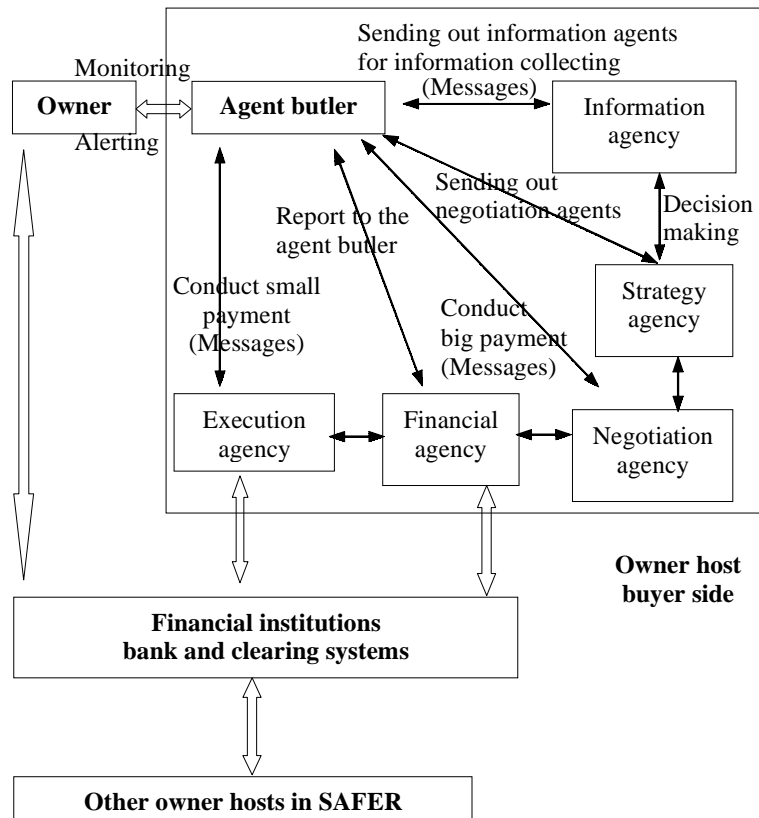 Sending out information agents
for information collecting
(Messages)
Monitoring
Owner
Agent butler
Alerting
Information
agency
Sending out
negotiation agents
Decision
making
Report to the
agent butler
Strategy
agency
Conduct small
payment
(Messages)
Conduct
big payment
(Messages)
Execution
agency
Financial
agency
Negotiation
agency
Owner host
buyer side
Financial institutions
bank and clearing systems
Other owner hosts in SAFER